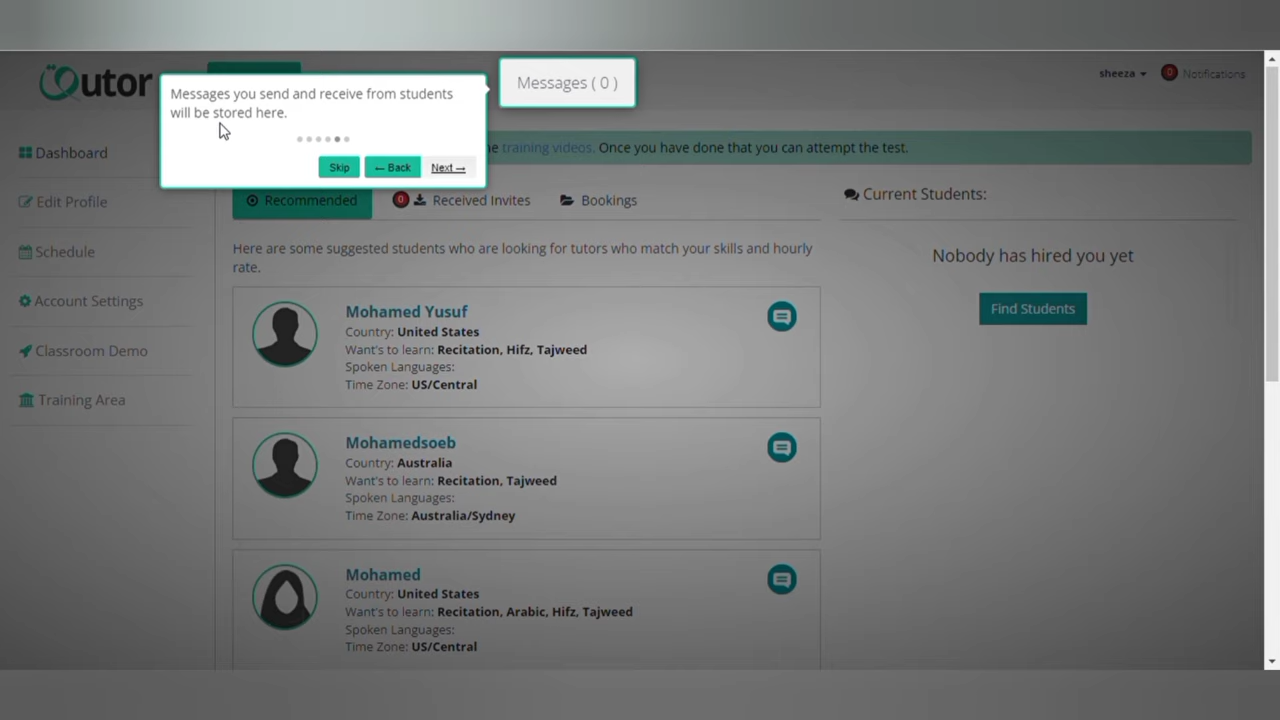 Qutor
Messages ( 0 )
sheeza
0 Notifications
Messages you send and receive from students
will be stored here.
Skip
← Back
Next →
he training videos. Once you have done that you can attempt the test.
Dashboard
Edit Profile
Schedule
Account Settings
Classroom Demo
Training Area
Recommended
0 Received Invites
Bookings
Here are some suggested students who are looking for tutors who match your skills and hourly
rate.
Mohamed Yusuf
Country: United States
Want's to learn: Recitation, Hifz, Tajweed
Spoken Languages:
Time Zone: US/Central
Mohamedsoeb
Country: Australia
Want's to learn: Recitation, Tajweed
Spoken Languages:
Time Zone: Australia/Sydney
Mohamed
Country: United States
Want's to learn: Recitation, Arabic, Hifz, Tajweed
Spoken Languages:
Time Zone: US/Central
Current Students:
Nobody has hired you yet
Find Students